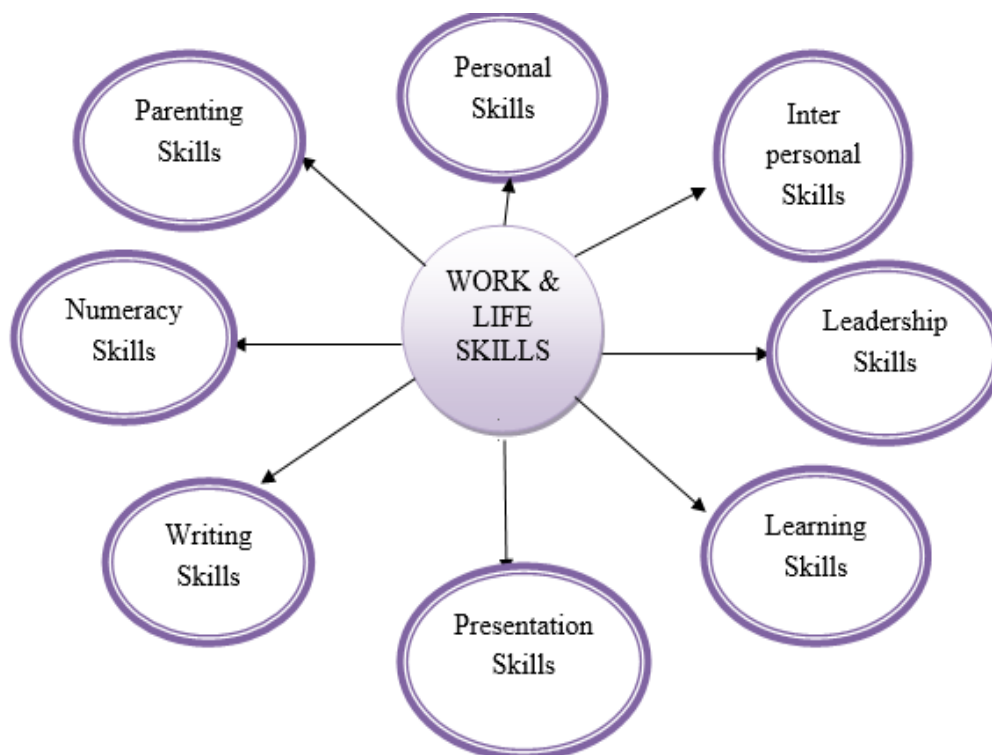 Personal
Skills
Inter
personal
Skills
Leadership
Skills
Learning
Skills
Presentation
Skills
Writing
Skills
Numeracy
Skills
Parenting
Skills
WORK &
LIFE
SKILLS